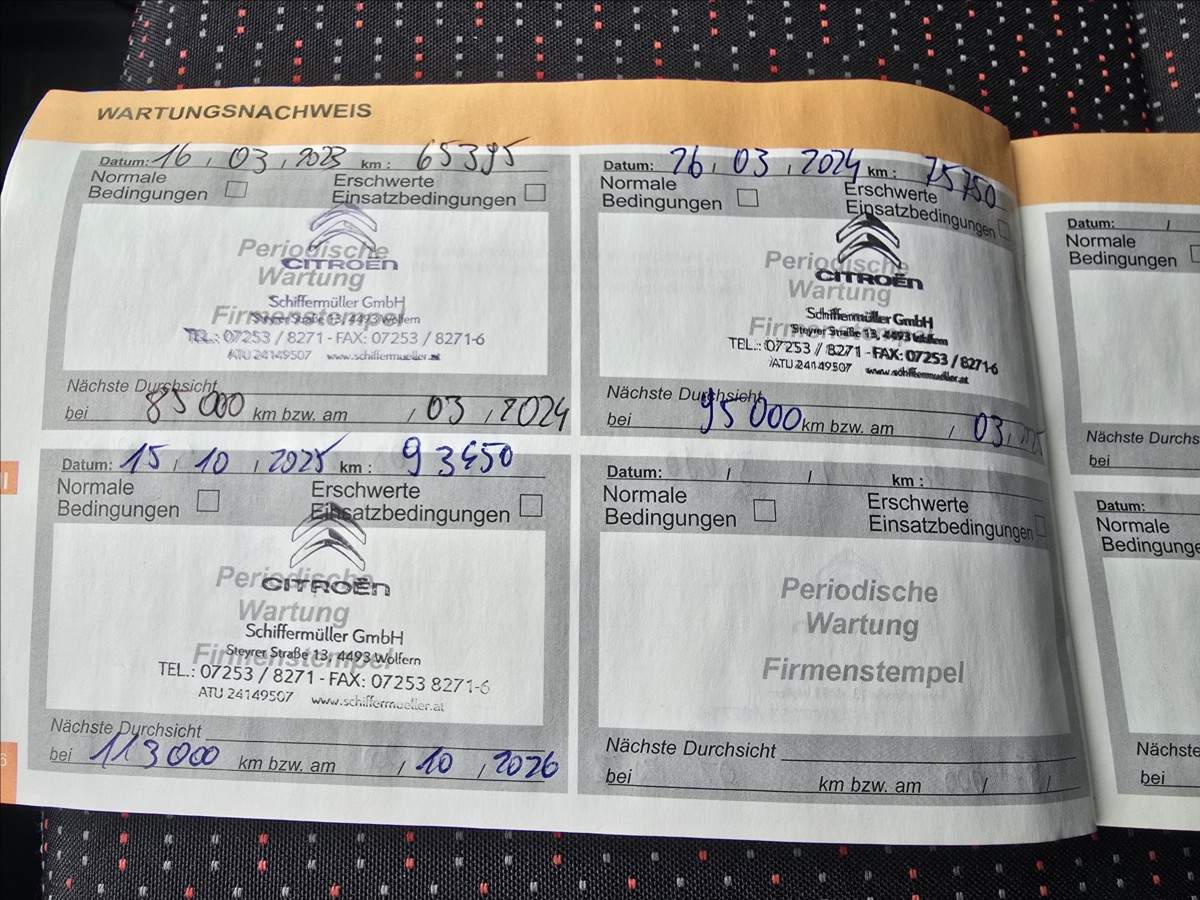 WARTUNGSNACHWEIS
Datum: 16 / 03 / 2023 km : 65395
Normale Bedingungen
Erschwerte Einsatzbedingungen
Periodische
CITROËN
Wartung
Schiffermüller GmbH
Firmenstempel
Steyrer Straße 13, 4493 Wolfern
TEL.: 07253 / 8271 - FAX: 07253 / 8271-6
ATU 24149507 www.schiffermueller.at
Nächste Durchsicht
bei 85000 km bzw. am / 03 / 2024
Datum: 26 / 03 / 2024 km : 75750
Normale Bedingungen
Erschwerte Einsatzbedingungen
Periodische
CITROËN
Wartung
Schiffermüller GmbH
Firmenstempel
Steyrer Straße 13, 4493 Wolfern
TEL.: 07253 / 8271 - FAX: 07253 / 8271-6
ATU 24149507 www.schiffermueller.at
Nächste Durchsicht
bei 95000 km bzw. am / 03 /
Datum: 15 / 10 / 2025 km : 93450
Normale Bedingungen
Erschwerte Einsatzbedingungen
Periodische
CITROËN
Wartung
Schiffermüller GmbH
Firmenstempel
Steyrer Straße 13, 4493 Wolfern
TEL.: 07253 / 8271 - FAX: 07253 8271-6
ATU 24149507 www.schiffermueller.at
Nächste Durchsicht
bei 113000 km bzw. am / 10 / 2026
Datum: / / km :
Normale Bedingungen
Erschwerte Einsatzbedingungen
Periodische
Wartung
Firmenstempel
Nächste Durchsicht
bei km bzw. am / /
Datum: /
Normale
Bedingungen
Nächste Durchs
bei
Datum:
Normale
Bedingunge
Nächste
bei